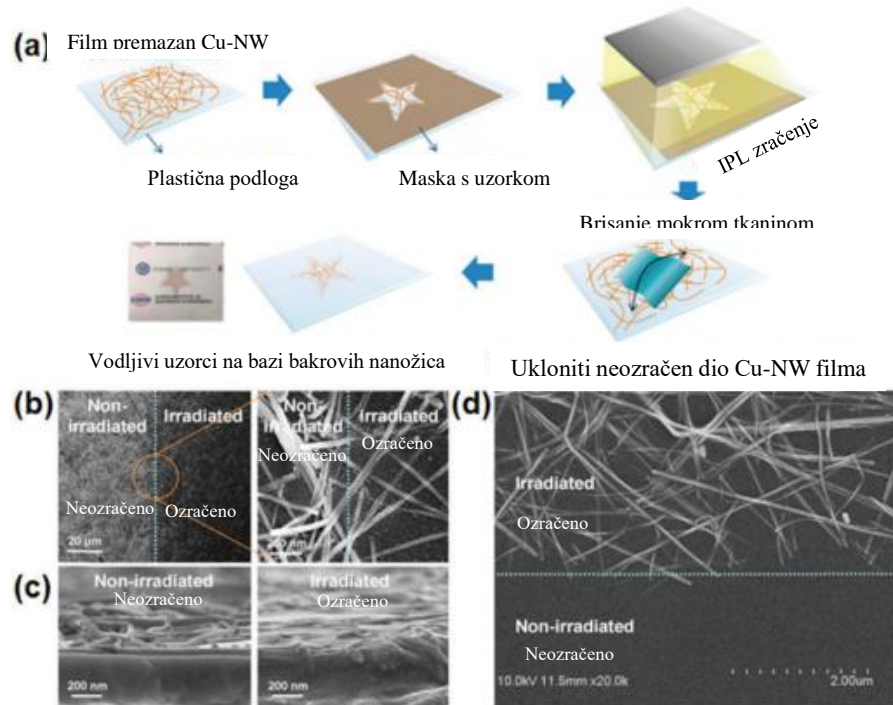 (a)
Film premazan Cu-NW
Plastična podloga
Maska s uzorkom
IPL zračenje
Brisanje mokrom tkaninom
Vodljivi uzorci na bazi bakrovih nanožica
Ukloniti neozračen dio Cu-NW filma
(b)
Non-
irradiated
Irradiated
Neozračeno
Ozračeno
20 µm
Non-
irradiated
Irradiated
Ozračeno
Neozračeno
nm
(c)
Non-irradiated
Neozračeno
200 nm
Irradiated
Ozračeno
200 nm
(d)
Irradiated
Ozračeno
Non-irradiated
Neozračeno
10.0kV 11.5mm x20.0k
2.00um